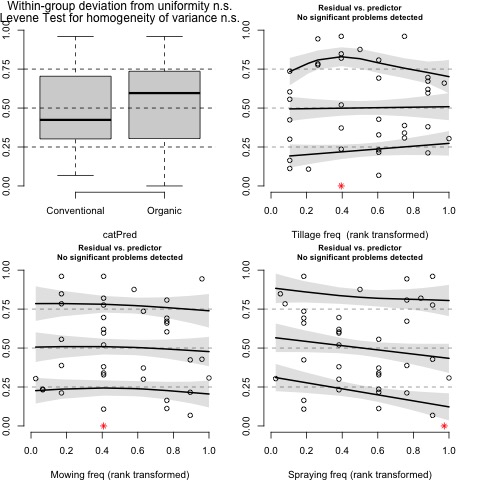 Within-group deviation from uniformity n.s.
Levene Test for homogeneity of variance n.s.
0.00 0.25 0.50 0.75 1.00
Conventional Organic
catPred
Residual vs. predictor
No significant problems detected
0.00 0.25 0.50 0.75 1.00
0.0 0.2 0.4 0.6 0.8 1.0
Tillage freq (rank transformed)
Residual vs. predictor
No significant problems detected
0.00 0.25 0.50 0.75 1.00
0.0 0.2 0.4 0.6 0.8 1.0
Mowing freq (rank transformed)
Residual vs. predictor
No significant problems detected
0.00 0.25 0.50 0.75 1.00
0.0 0.2 0.4 0.6 0.8 1.0
Spraying freq (rank transformed)